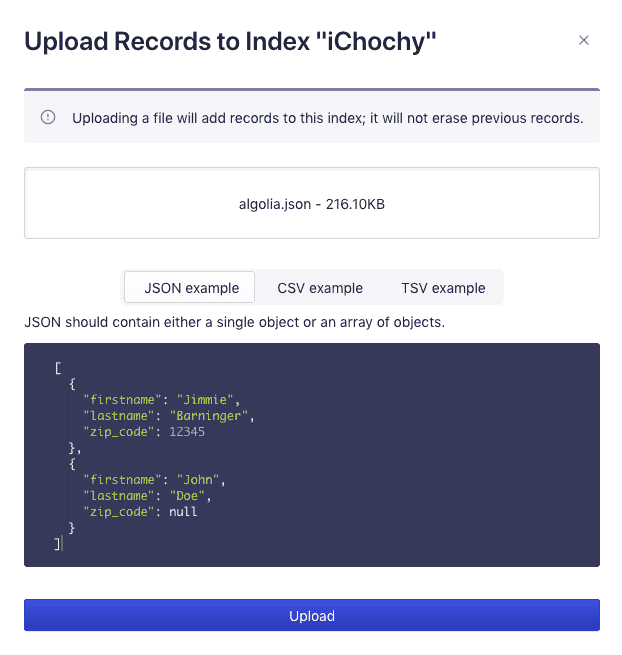 Upload Records to Index "iChochy"
Uploading a file will add records to this index; it will not erase previous records.
algolia.json - 216.10KB
JSON example CSV example TSV example
JSON should contain either a single object or an array of objects.
[
  {
    "firstname": "Jimmie",
    "lastname": "Barninger",
    "zip_code": 12345
  },
  {
    "firstname": "John",
    "lastname": "Doe",
    "zip_code": null
  }
]
Upload